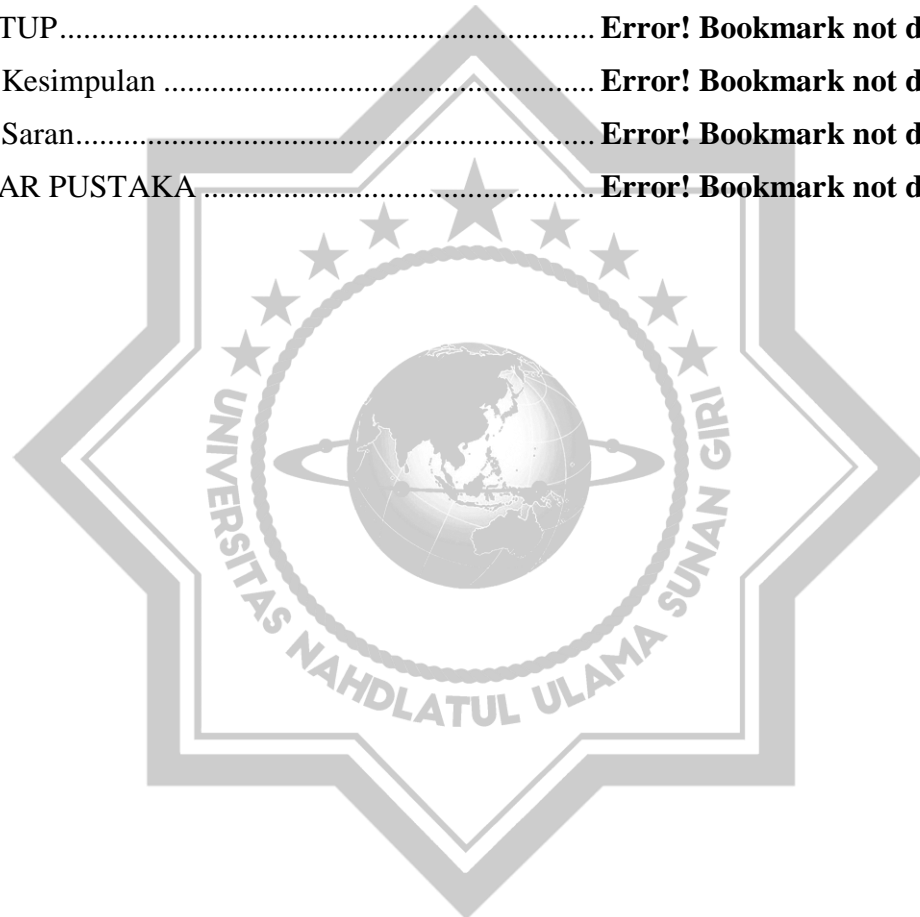 TUP.................................................................. Error! Bookmark not d
Kesimpulan ..................................................... Error! Bookmark not d
Saran................................................................ Error! Bookmark not d
AR PUSTAKA ................................................ Error! Bookmark not d
UNIVERSITAS NAHDLATUL ULAMA SUNAN GIRI